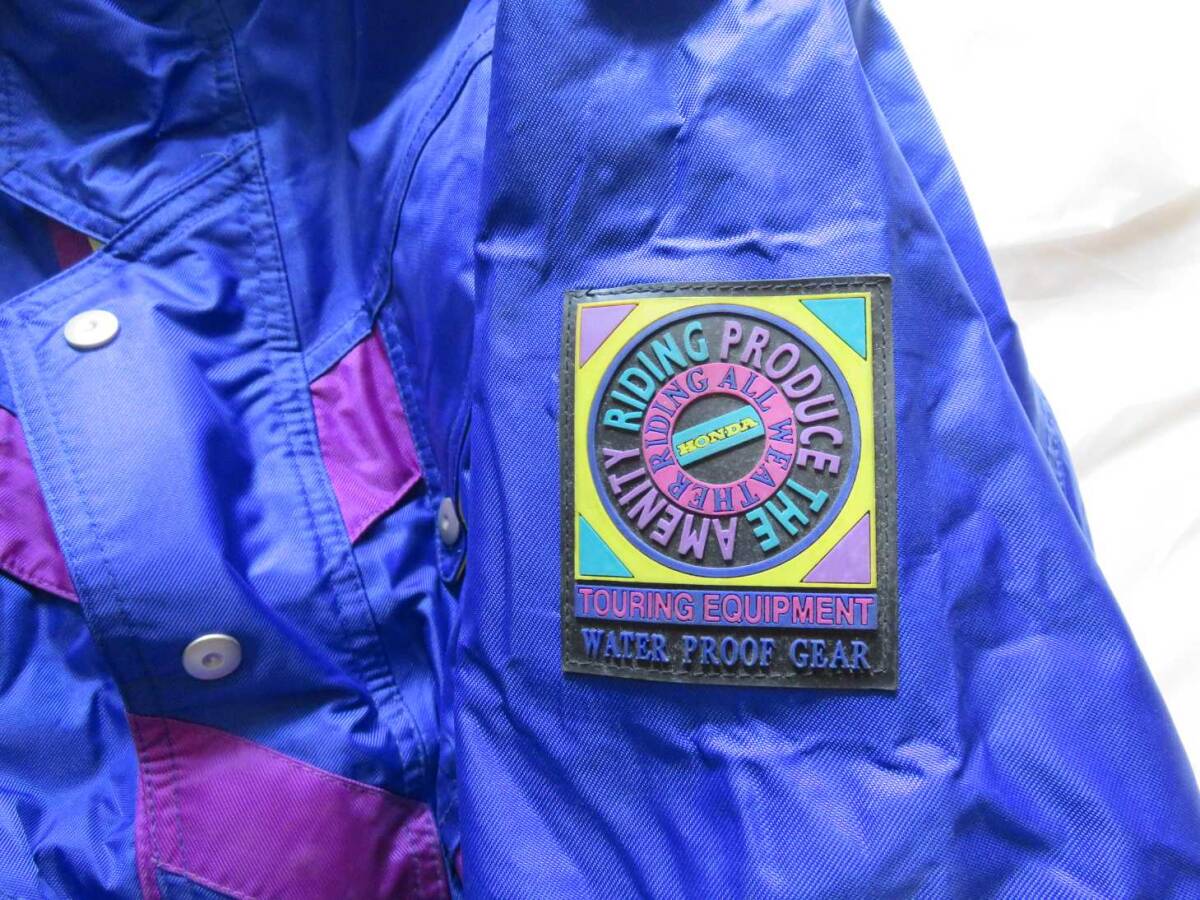 RIDING PRODUCE THE AMENITY
RIDING ALL WEATHER
HONDA
TOURING EQUIPMENT
WATER PROOF GEAR